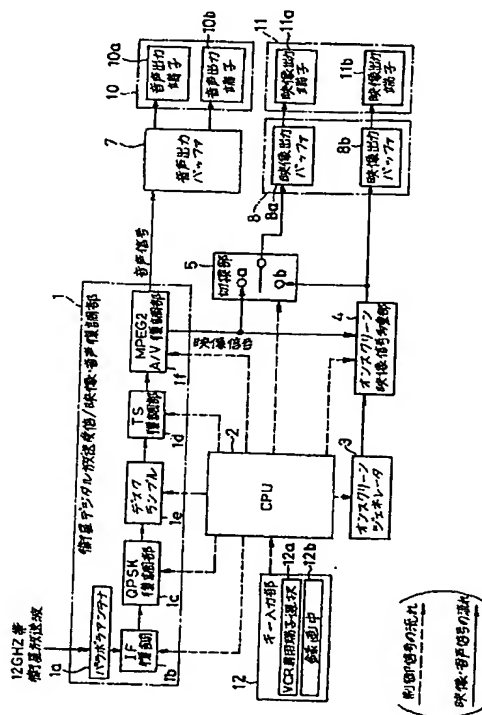 12GHz帯
衛星放送波
1
衛星デジタル放送受信/映像・音声復調部
1a
パラボラアンテナ
IF
復調
1b
QPSK
復調部
1c
デスク
ランブル
1e
TS
復調部
1d
MPEG2
A/V復調部
1f
音声信号
映像信号
7
音声出力
バッファ
10
10a
音声出力
端子
10b
音声出力
端子
11
11a
映像出力
端子
11b
映像出力
端子
8
8a
映像出力
バッファ
8b
映像出力
バッファ
5
切換部
a
b
2
CPU
3
オンスクリーン
ジェネレータ
4
オンスクリーン
映像信号多重部
12
キー入力部
12a
VCR専用端子選択
12b
録画中
制御信号の流れ
映像・音声信号の流れ